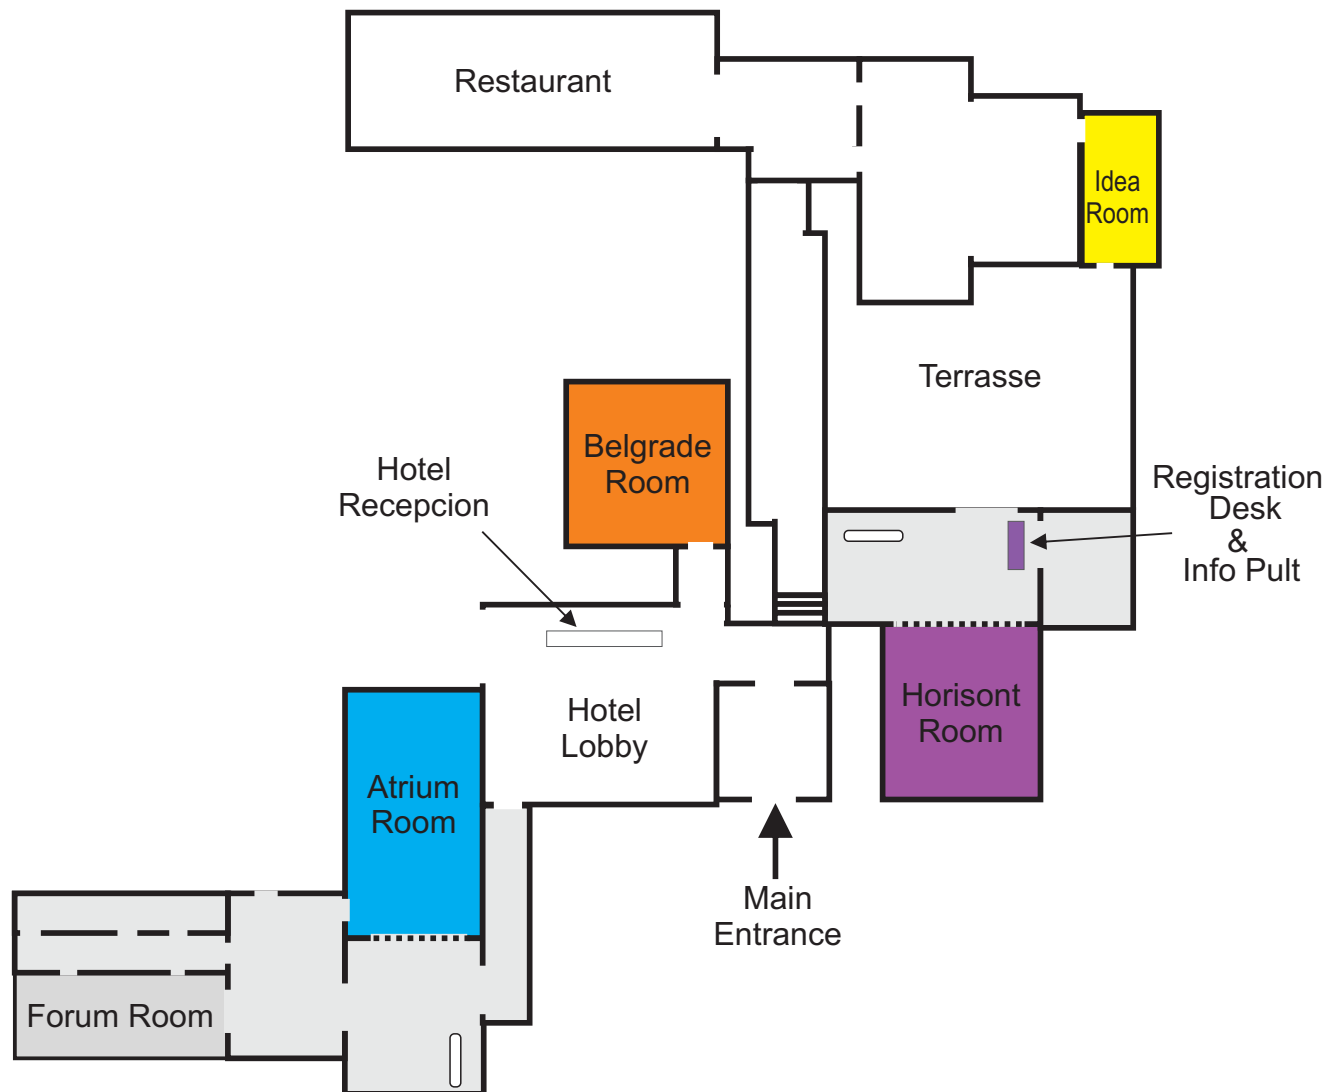 Restaurant
Idea
Room
Terrasse
Belgrade
Room
Hotel
Recepcion
Registration
Desk
&
Info Pult
Horisont
Room
Hotel
Lobby
Atrium
Room
Main
Entrance
Forum Room